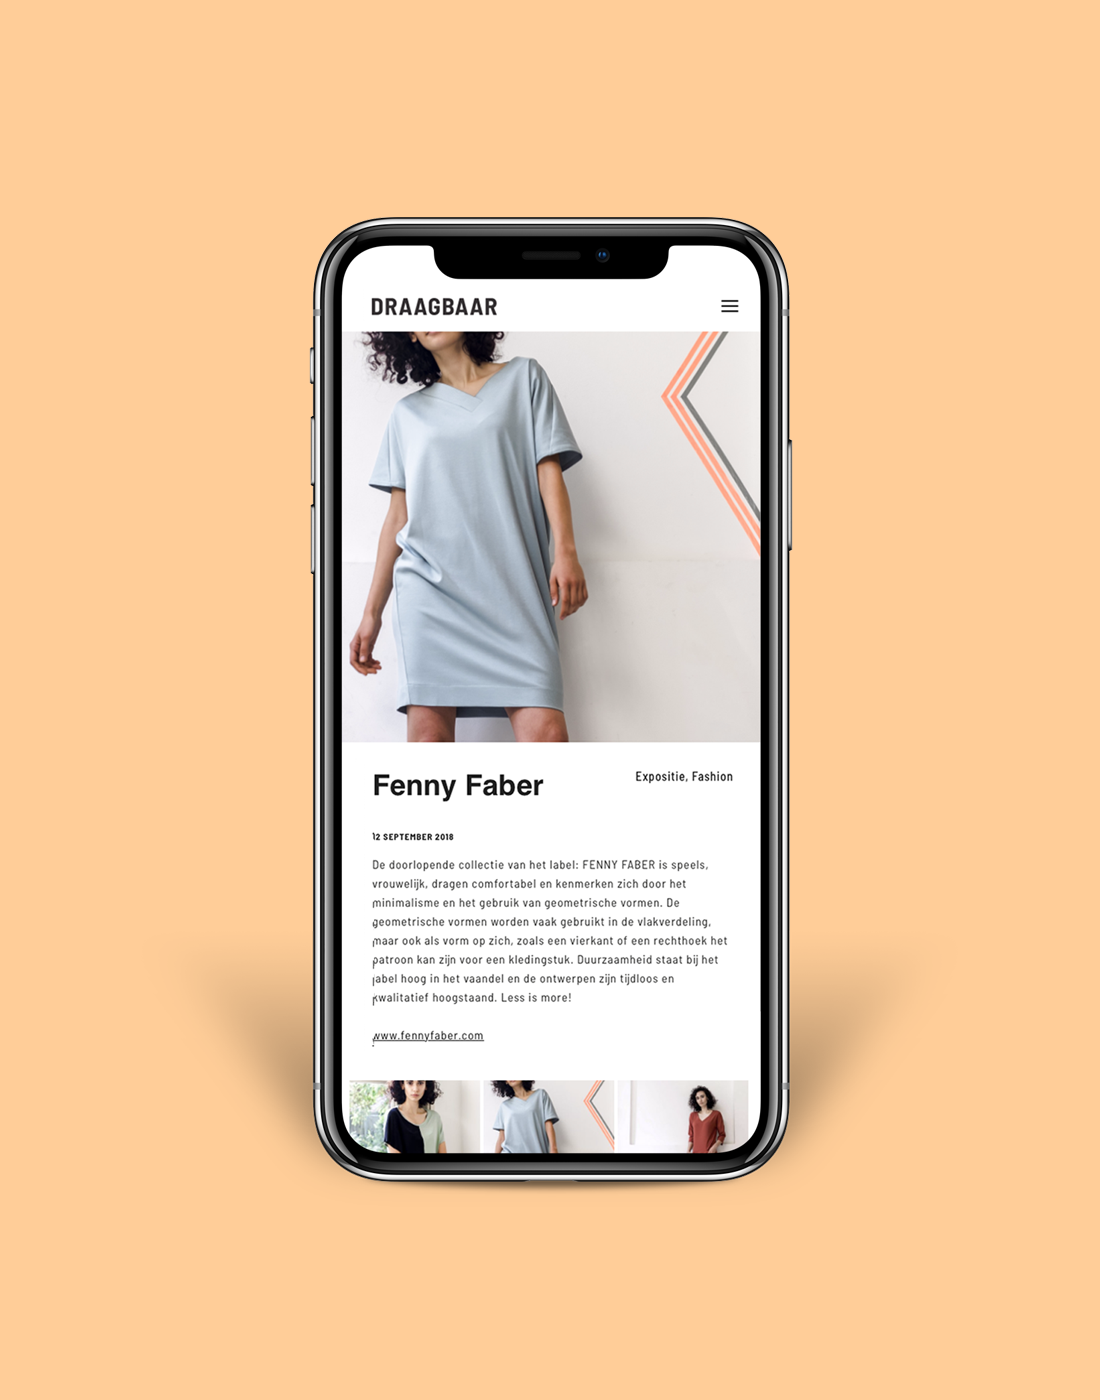 DRAAGBAAR
Fenny Faber
Expositie, Fashion
12 SEPTEMBER 2018
De doorlopende collectie van het label: FENNY FABER is speels,
vrouwelijk, dragen comfortabel en kenmerken zich door het
minimalisme en het gebruik van geometrische vormen. De
geometrische vormen worden vaak gebruikt in de vlakverdeling,
maar ook als vorm op zich, zoals een vierkant of een rechthoek het
patroon kan zijn voor een kledingstuk. Duurzaamheid staat bij het
label hoog in het vaandel en de ontwerpen zijn tijdloos en
kwalitatief hoogstaand. Less is more!
www.fennyfaber.com